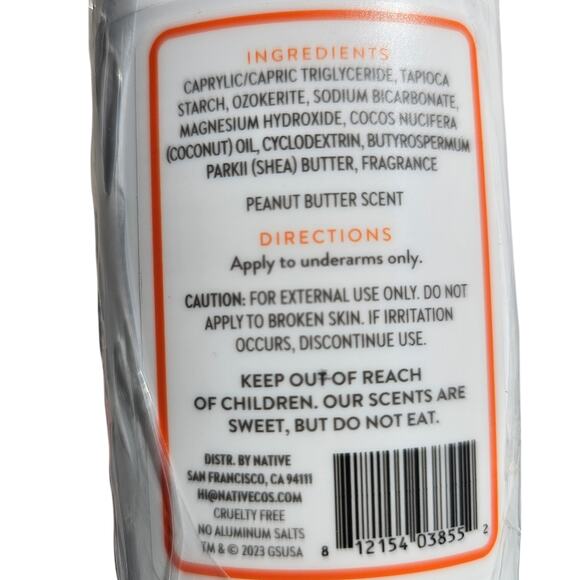 INGREDIENTS
CAPRYLIC/CAPRIC TRIGLYCERIDE, TAPIOCA
STARCH, OZOKERITE, SODIUM BICARBONATE,
MAGNESIUM HYDROXIDE, COCOS NUCIFERA
(COCONUT) OIL, CYCLODEXTRIN, BUTYROSPERMUM
PARKII (SHEA) BUTTER, FRAGRANCE
PEANUT BUTTER SCENT
DIRECTIONS
Apply to underarms only.
CAUTION: FOR EXTERNAL USE ONLY. DO NOT
APPLY TO BROKEN SKIN. IF IRRITATION
OCCURS, DISCONTINUE USE.
KEEP OUT OF REACH
OF CHILDREN. OUR SCENTS ARE
SWEET, BUT DO NOT EAT.
DISTR. BY NATIVE
SAN FRANCISCO, CA 94111
HI@NATIVECOS.COM
CRUELTY FREE
NO ALUMINUM SALTS
TM & © 2023 GSUSA
8 12154 03855 2